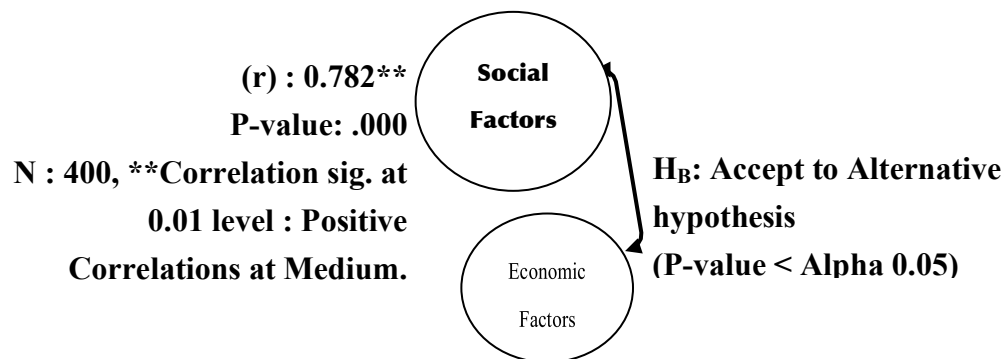 (r) : 0.782**
P-value: .000
N : 400, **Correlation sig. at
0.01 level : Positive
Correlations at Medium.
Social
Factors
H_B: Accept to Alternative
hypothesis
(P-value < Alpha 0.05)
Economic
Factors